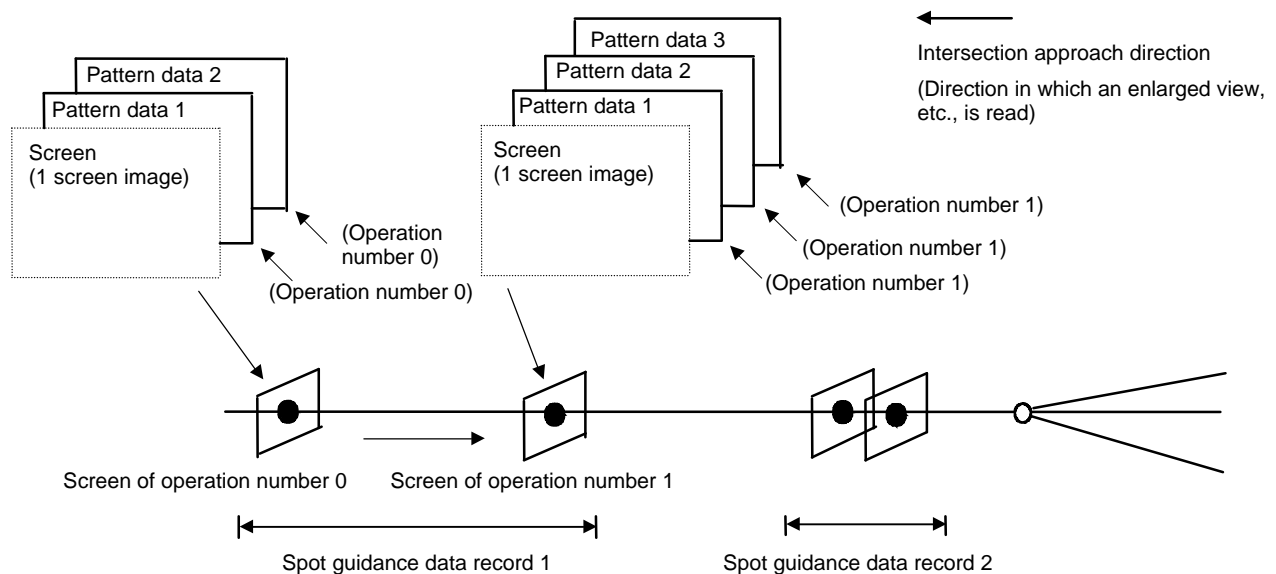 Pattern data 2
Pattern data 1
Screen
(1 screen image)
(Operation
number 0)
(Operation number 0)
Pattern data 3
Pattern data 2
Pattern data 1
Screen
(1 screen image)
(Operation number 1)
(Operation number 1)
(Operation number 1)
Intersection approach direction
(Direction in which an enlarged view,
etc., is read)
Screen of operation number 0
Screen of operation number 1
Spot guidance data record 1
Spot guidance data record 2